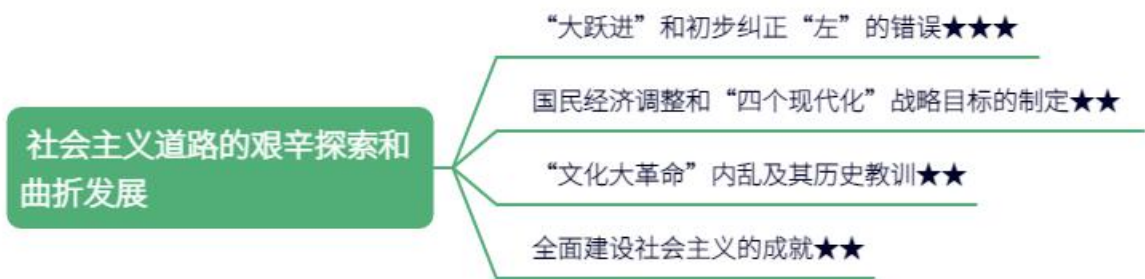 社会主义道路的艰辛探索和
曲折发展
“大跃进”和初步纠正“左”的错误★★★
国民经济调整和“四个现代化”战略目标的制定★★
“文化大革命”内乱及其历史教训★★
全面建设社会主义的成就★★